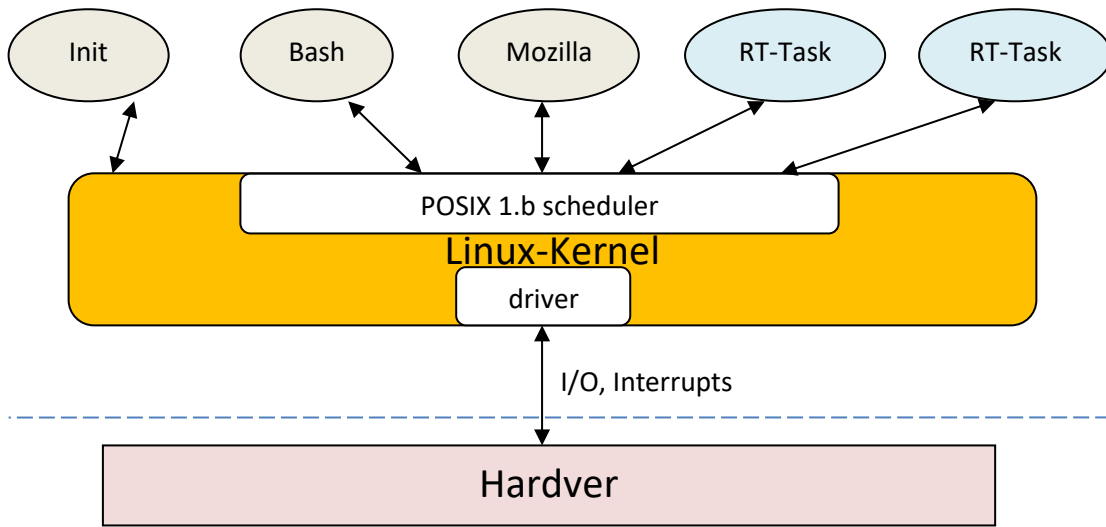 Init
Bash
Mozilla
RT-Task
RT-Task
POSIX 1.b scheduler
Linux-Kernel
driver
I/O, Interrupts
Hardver